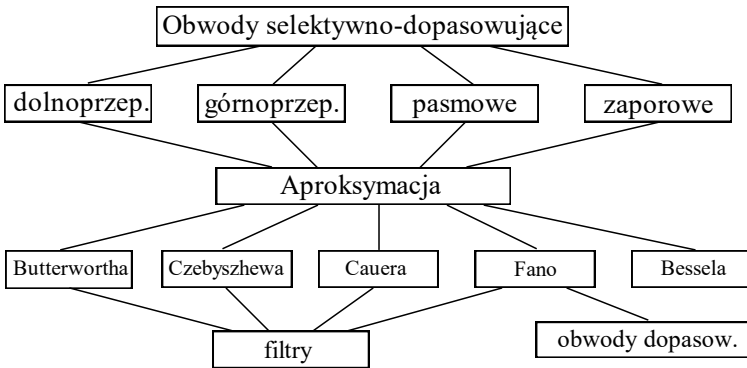 Obwody selektywno-dopasowujące
dolnoprzep.
górnoprzep.
pasmowe
zaporowe
Aproksymacja
Butterwortha
Czebyszhewa
Cauera
Fano
Bessela
filtry
obwody dopasow.